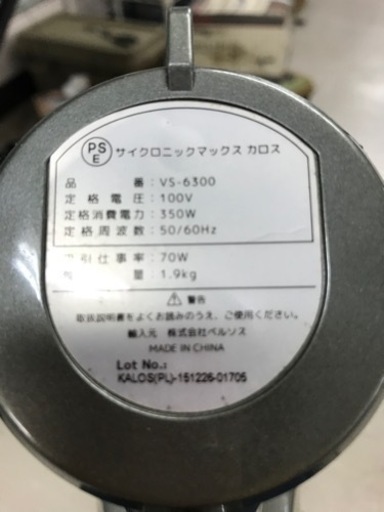 PS
E サイクロニックマックス カロス
品 番：VS-6300
定格電圧：100V
定格消費電力：350W
定格周波数：50/60Hz
引仕事率：70W
量：1.9kg
警告
取扱説明書をよくお読みのうえ、ご使用ください。
輸入元 株式会社ベルソス
MADE IN CHINA
Lot No.:
KALOS(PL)-151226-01705